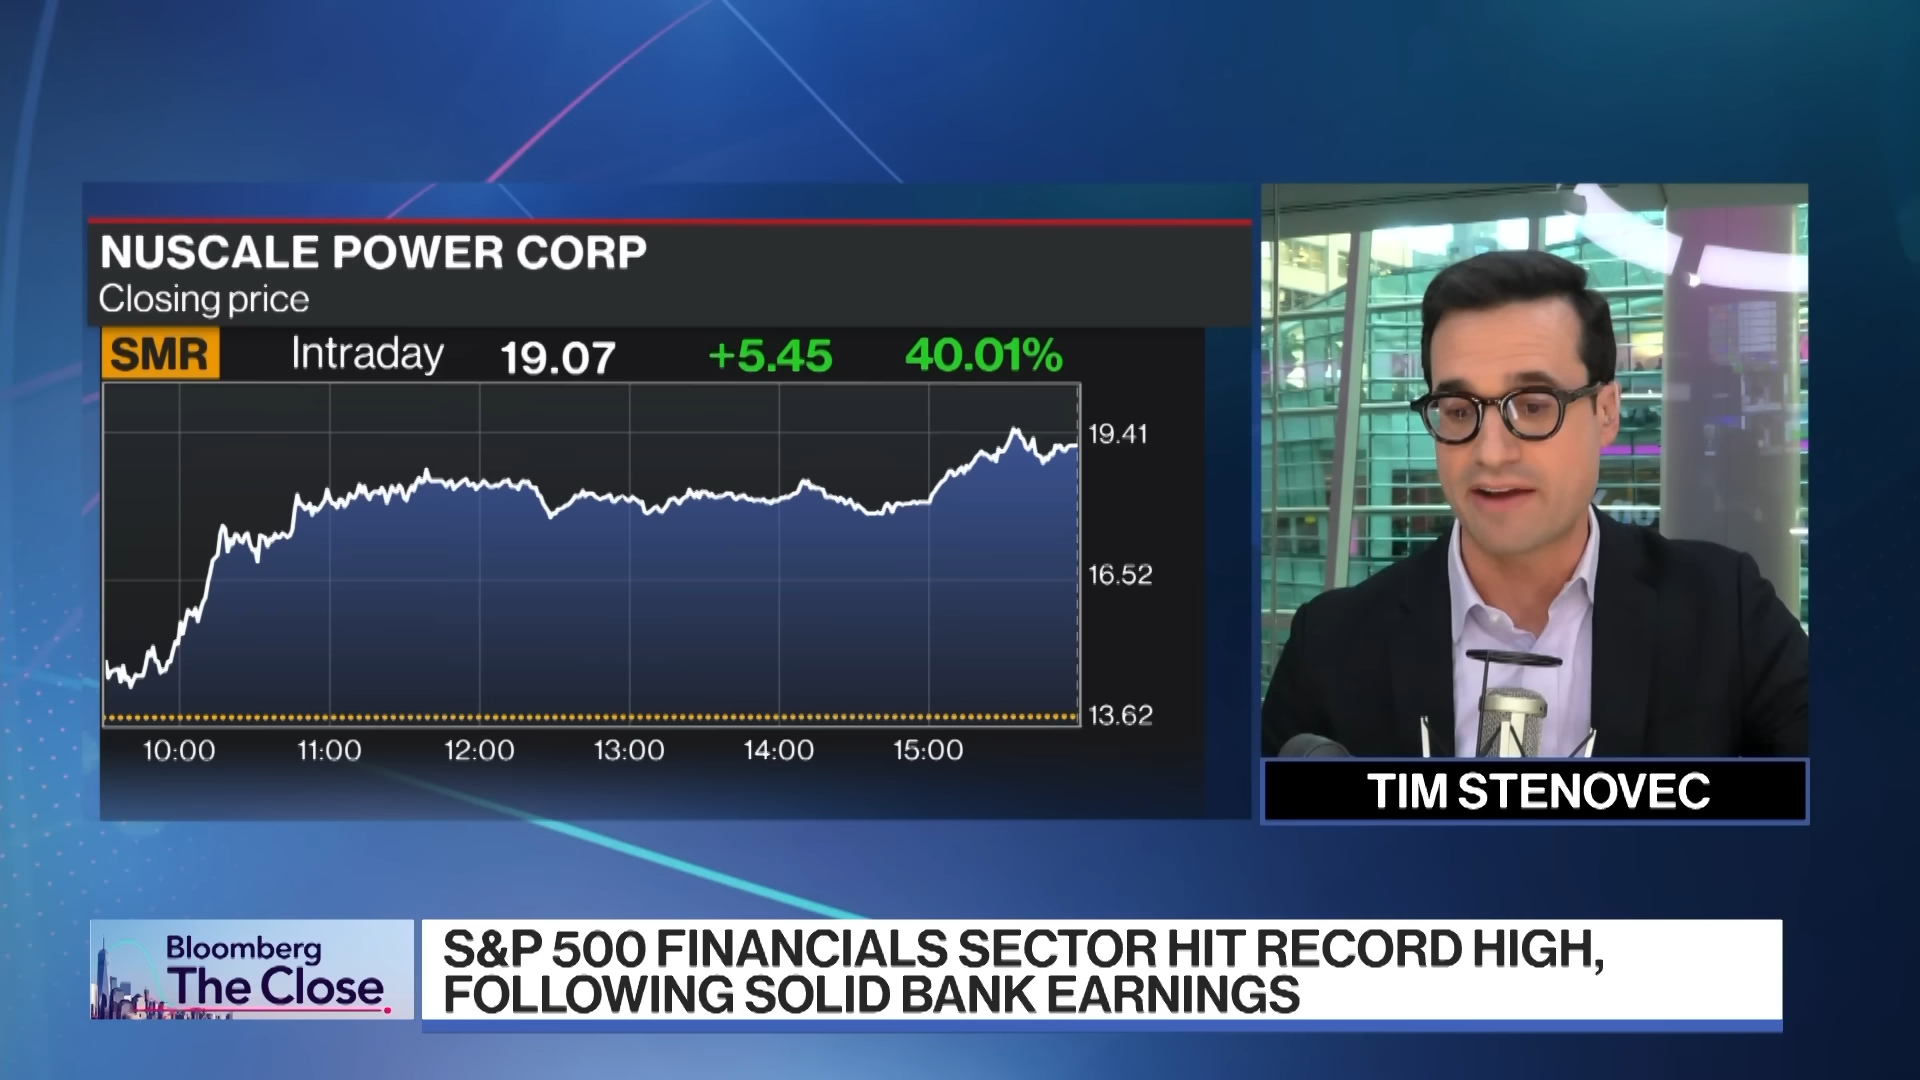 NUSCALE POWER CORP
Closing price
SMR Intraday 19.07 +5.45 40.01%
19.41
16.52
13.62
10:00 11:00 12:00 13:00 14:00 15:00
TIM STENOVEC
Bloomberg
The Close
S&P 500 FINANCIALS SECTOR HIT RECORD HIGH,
FOLLOWING SOLID BANK EARNINGS